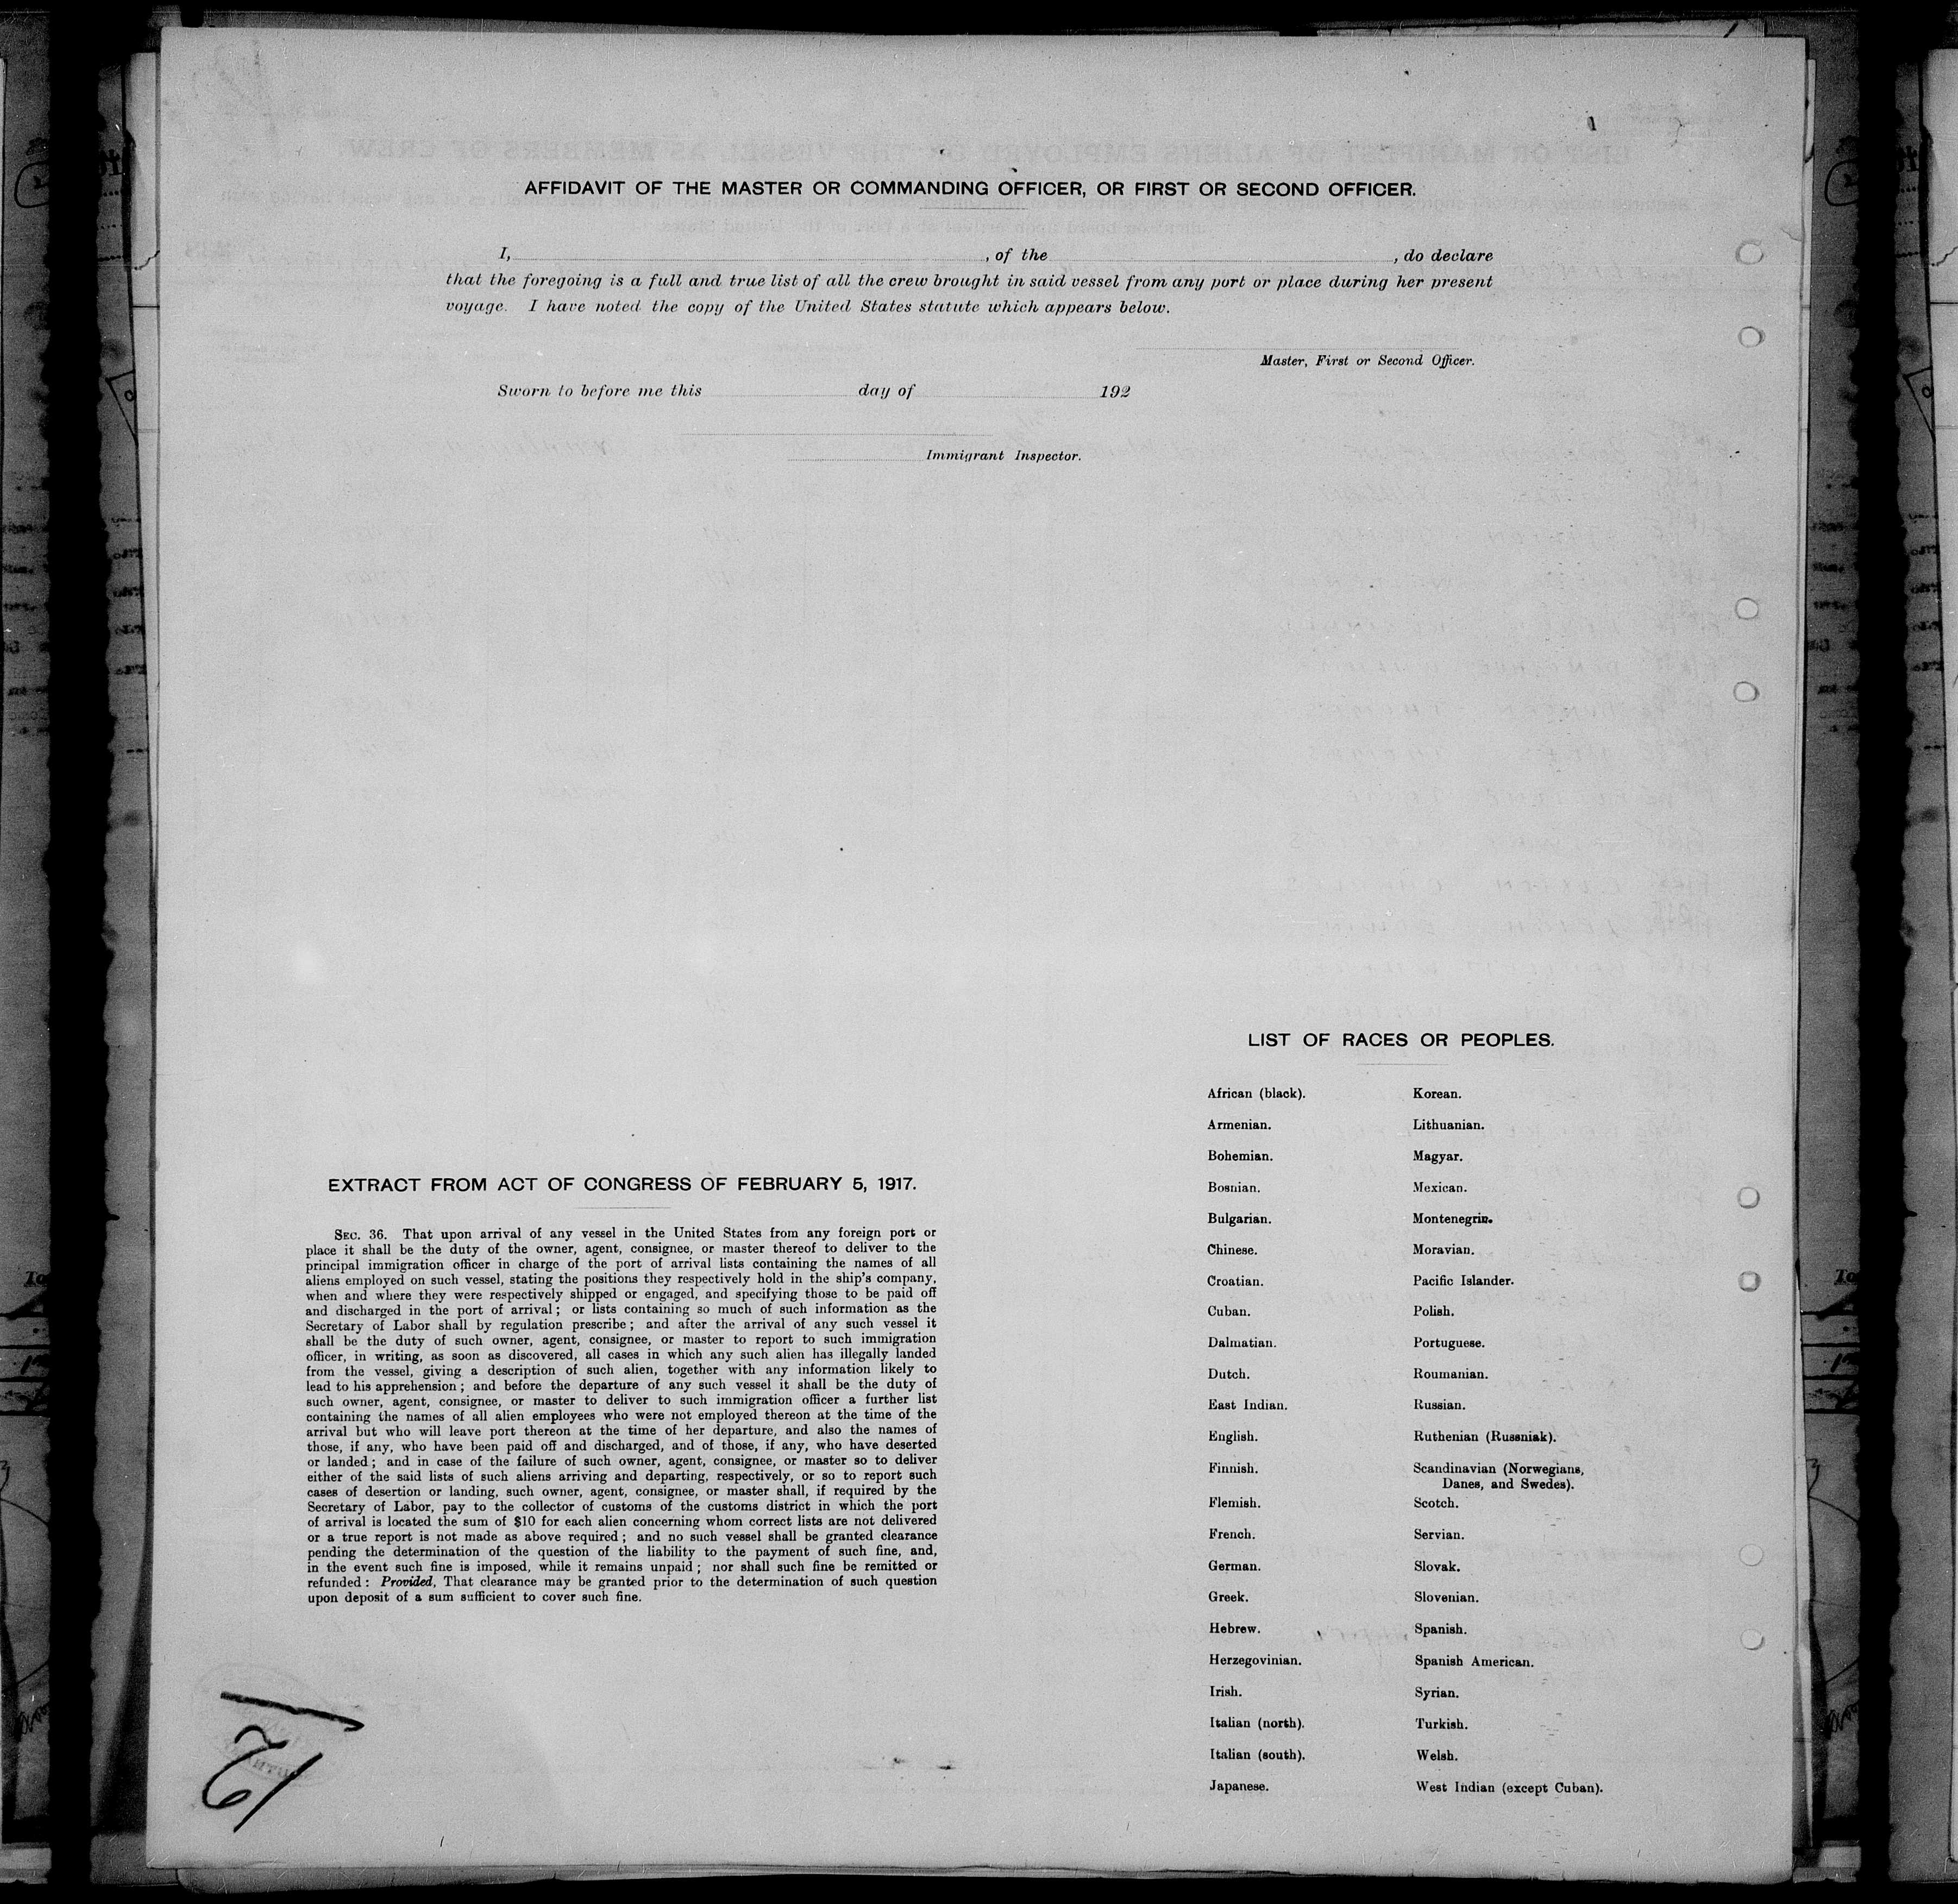 AFFIDAVIT OF THE MASTER OR COMMANDING OFFICER, OR FIRST OR SECOND OFFICER.
I, , of the , do declare
that the foregoing is a full and true list of all the crew brought in said vessel from any port or place during her present
voyage. I have noted the copy of the United States statute which appears below.
Master, First or Second Officer.
Sworn to before me this day of 192
Immigrant Inspector.
EXTRACT FROM ACT OF CONGRESS OF FEBRUARY 5, 1917.
SEC. 36. That upon arrival of any vessel in the United States from any foreign port or
place it shall be the duty of the owner, agent, consignee, or master thereof to deliver to the
principal immigration officer in charge of the port of arrival lists containing the names of all
aliens employed on such vessel, stating the positions they respectively hold in the ship's company,
when and where they were respectively shipped or engaged, and specifying those to be paid off
and discharged in the port of arrival; or lists containing so much of such information as the
Secretary of Labor shall by regulation prescribe; and after the arrival of any such vessel it
shall be the duty of such owner, agent, consignee, or master to report to such immigration
officer, in writing, as soon as discovered, all cases in which any such alien has illegally landed
from the vessel, giving a description of such alien, together with any information likely to
lead to his apprehension; and before the departure of any such vessel it shall be the duty of
such owner, agent, consignee, or master to deliver to such immigration officer a further list
containing the names of all alien employees who were not employed thereon at the time of the
arrival but who will leave port thereon at the time of her departure, and also the names of
those, if any, who have been paid off and discharged, and of those, if any, who have deserted
or landed; and in case of the failure of such owner, agent, consignee, or master so to deliver
either of the said lists of such aliens arriving and departing, respectively, or so to report such
cases of desertion or landing, such owner, agent, consignee, or master shall, if required by the
Secretary of Labor, pay to the collector of customs of the customs district in which the port
of arrival is located the sum of $10 for each alien concerning whom correct lists are not delivered
or a true report is not made as above required; and no such vessel shall be granted clearance
pending the determination of the question of the liability to the payment of such fine, and,
in the event such fine is imposed, while it remains unpaid; nor shall such fine be remitted or
refunded: Provided, That clearance may be granted prior to the determination of such question
upon deposit of a sum sufficient to cover such fine.
LIST OF RACES OR PEOPLES.
African (black).
Armenian.
Bohemian.
Bosnian.
Bulgarian.
Chinese.
Croatian.
Cuban.
Dalmatian.
Dutch.
East Indian.
English.
Finnish.
Flemish.
French.
German.
Greek.
Hebrew.
Herzegovinian.
Irish.
Italian (north).
Italian (south).
Japanese.
Korean.
Lithuanian.
Magyar.
Mexican.
Montenegrin.
Moravian.
Pacific Islander.
Polish.
Portuguese.
Roumanian.
Russian.
Ruthenian (Russniak).
Scandinavian (Norwegians,
Danes, and Swedes).
Scotch.
Servian.
Slovak.
Slovenian.
Spanish.
Spanish American.
Syrian.
Turkish.
Welsh.
West Indian (except Cuban).